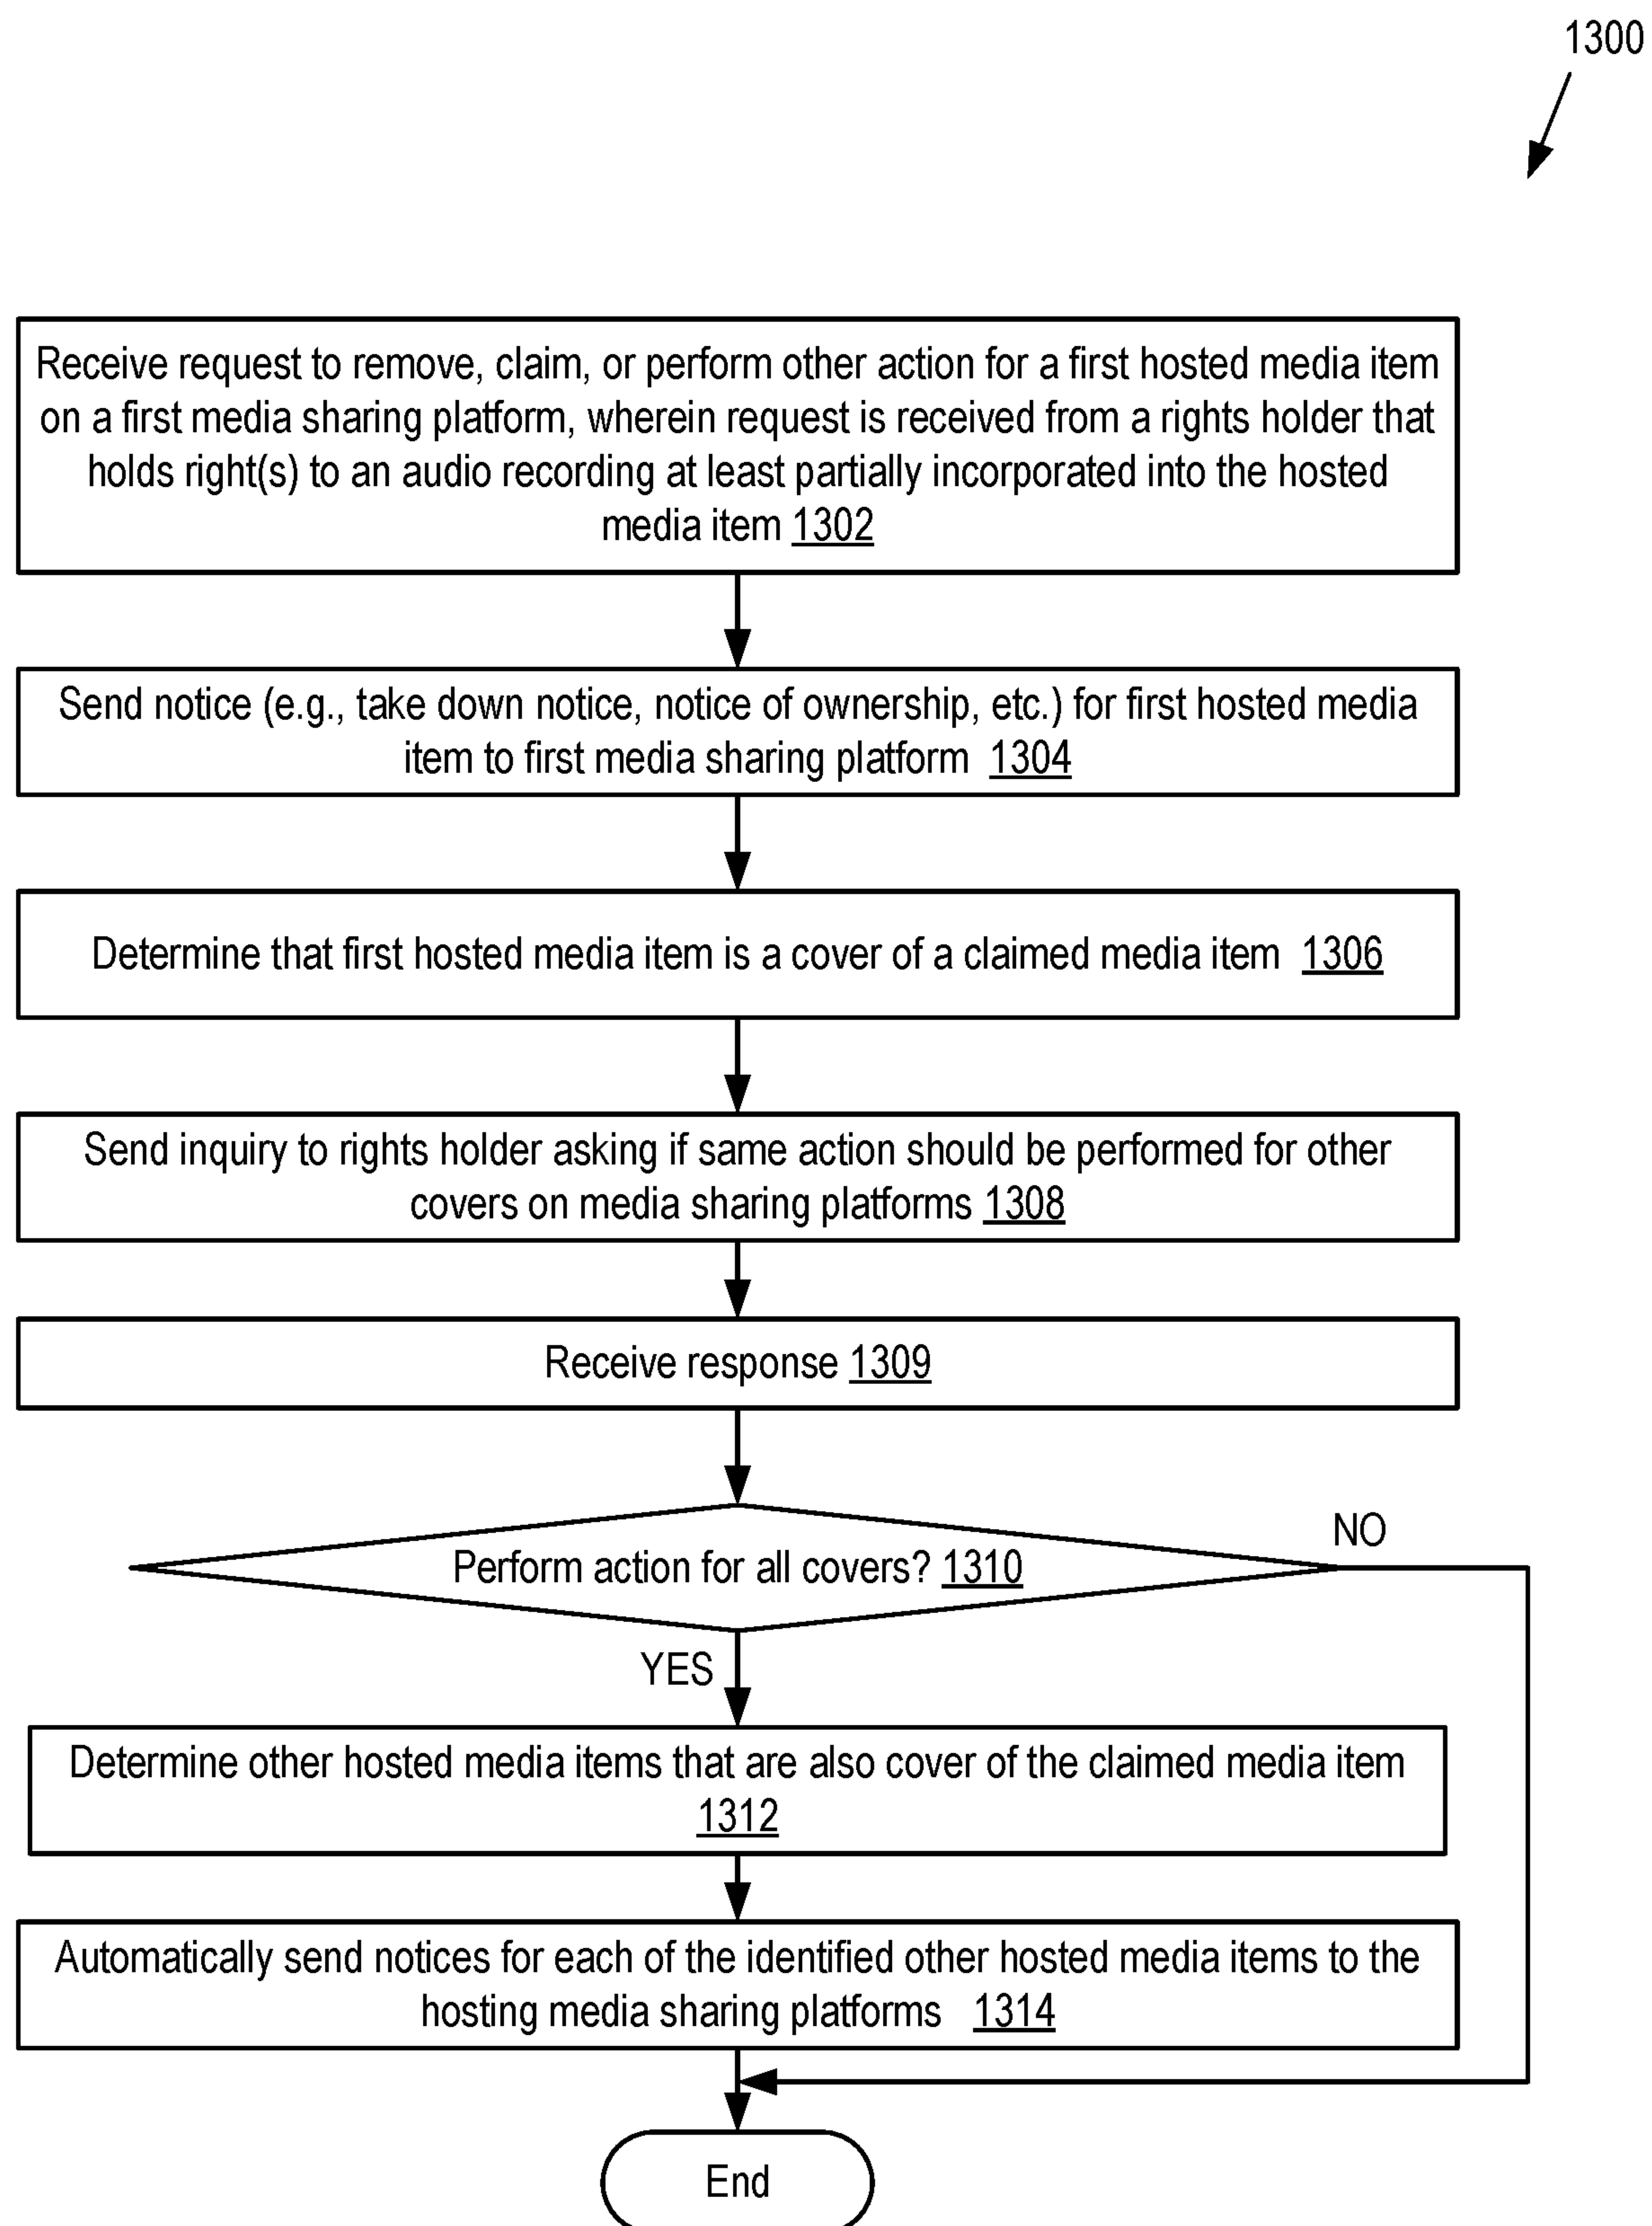 1300
Receive request to remove, claim, or perform other action for a first hosted media item
on a first media sharing platform, wherein request is received from a rights holder that
holds right(s) to an audio recording at least partially incorporated into the hosted
media item 1302
Send notice (e.g., take down notice, notice of ownership, etc.) for first hosted media
item to first media sharing platform 1304
Determine that first hosted media item is a cover of a claimed media item 1306
Send inquiry to rights holder asking if same action should be performed for other
covers on media sharing platforms 1308
Receive response 1309
NO
Perform action for all covers? 1310
YES
Determine other hosted media items that are also cover of the claimed media item
1312
Automatically send notices for each of the identified other hosted media items to the
hosting media sharing platforms 1314
End